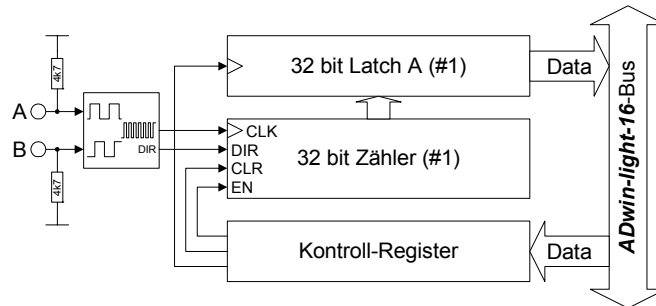 4k7
A
B
4k7
DIR
32 bit Latch A (#1)
Data
CLK
DIR
CLR
EN
32 bit Zähler (#1)
Kontroll-Register
Data
ADwin-light-16-Bus